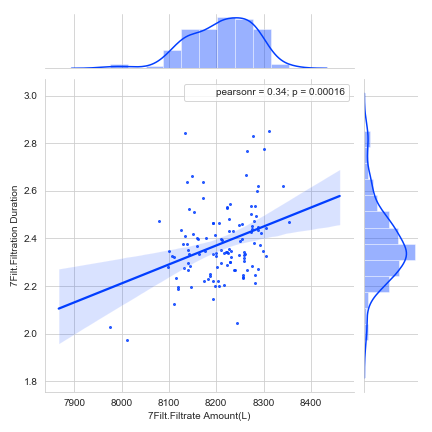 pearsonr = 0.34; p = 0.00016
3.0
2.8
2.6
2.4
2.2
2.0
1.8
7Filt.Filtration Duration
7900 8000 8100 8200 8300 8400
7Filt.Filtrate Amount(L)